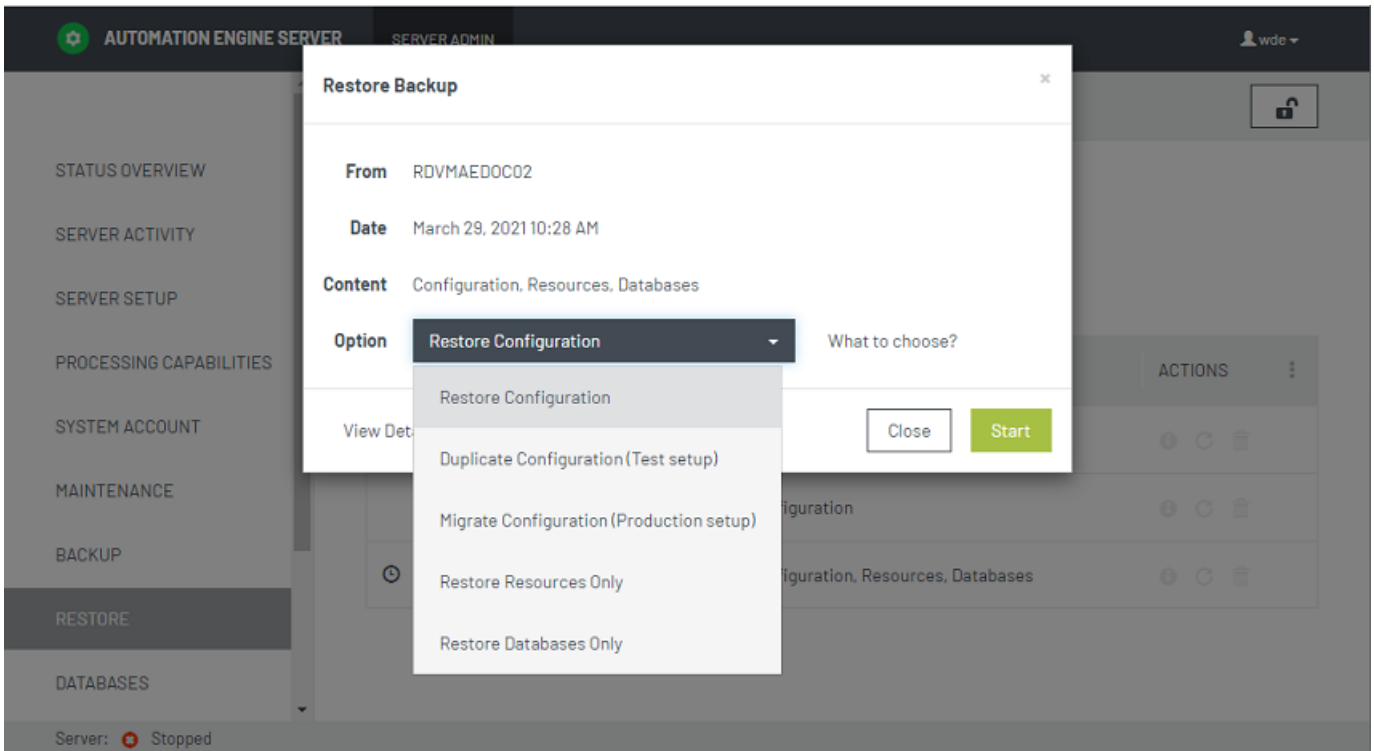 AUTOMATION ENGINE SERVER
SERVER ADMIN
wde
Restore Backup
×
STATUS OVERVIEW
SERVER ACTIVITY
SERVER SETUP
PROCESSING CAPABILITIES
SYSTEM ACCOUNT
MAINTENANCE
BACKUP
RESTORE
DATABASES
From RDVMAEDOC02
Date March 29, 2021 10:28 AM
Content Configuration, Resources, Databases
Option Restore Configuration What to choose?
Restore Configuration
Duplicate Configuration (Test setup)
Migrate Configuration (Production setup)
Restore Resources Only
Restore Databases Only
View Det
Close Start
ACTIONS
iguration
iguration, Resources, Databases
Server: Stopped